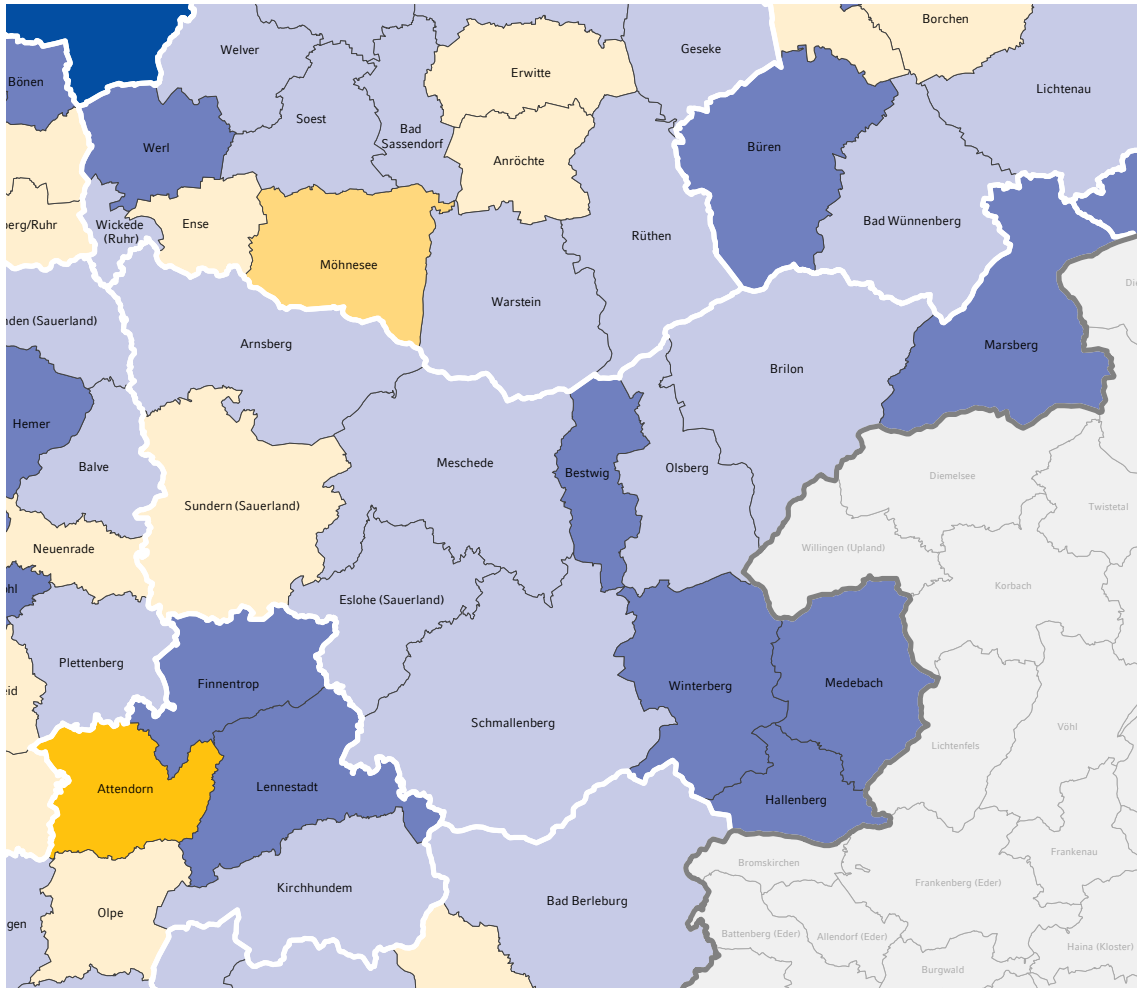 Borchen
Welver
Geseke
Erwitte
Bönen
Lichtenau
Soest
Bad
Sassendorf
Werl
Büren
Anröchte
Wickede
(Ruhr)
Ense
berg/Ruhr
Bad Wünnenberg
Rüthen
Möhnesee
Die
Warstein
nden (Sauerland)
Arnsberg
Marsberg
Brilon
Hemer
Balve
Meschede
Bestwig
Olsberg
Diemelsee
Sundern (Sauerland)
Twistetal
Neuenrade
Willingen (Upland)
Korbach
ohl
Eslohe (Sauerland)
Plettenberg
Finnentrop
Winterberg
Medebach
eid
Schmallenberg
Vöhl
Lichtenfels
Attendorn
Lennestadt
Hallenberg
Frankenau
Bromskirchen
Kirchhundem
Frankenberg (Eder)
Bad Berleburg
Olpe
gen
Battenberg (Eder)
Allendorf (Eder)
Haina (Kloster)
Burgwald